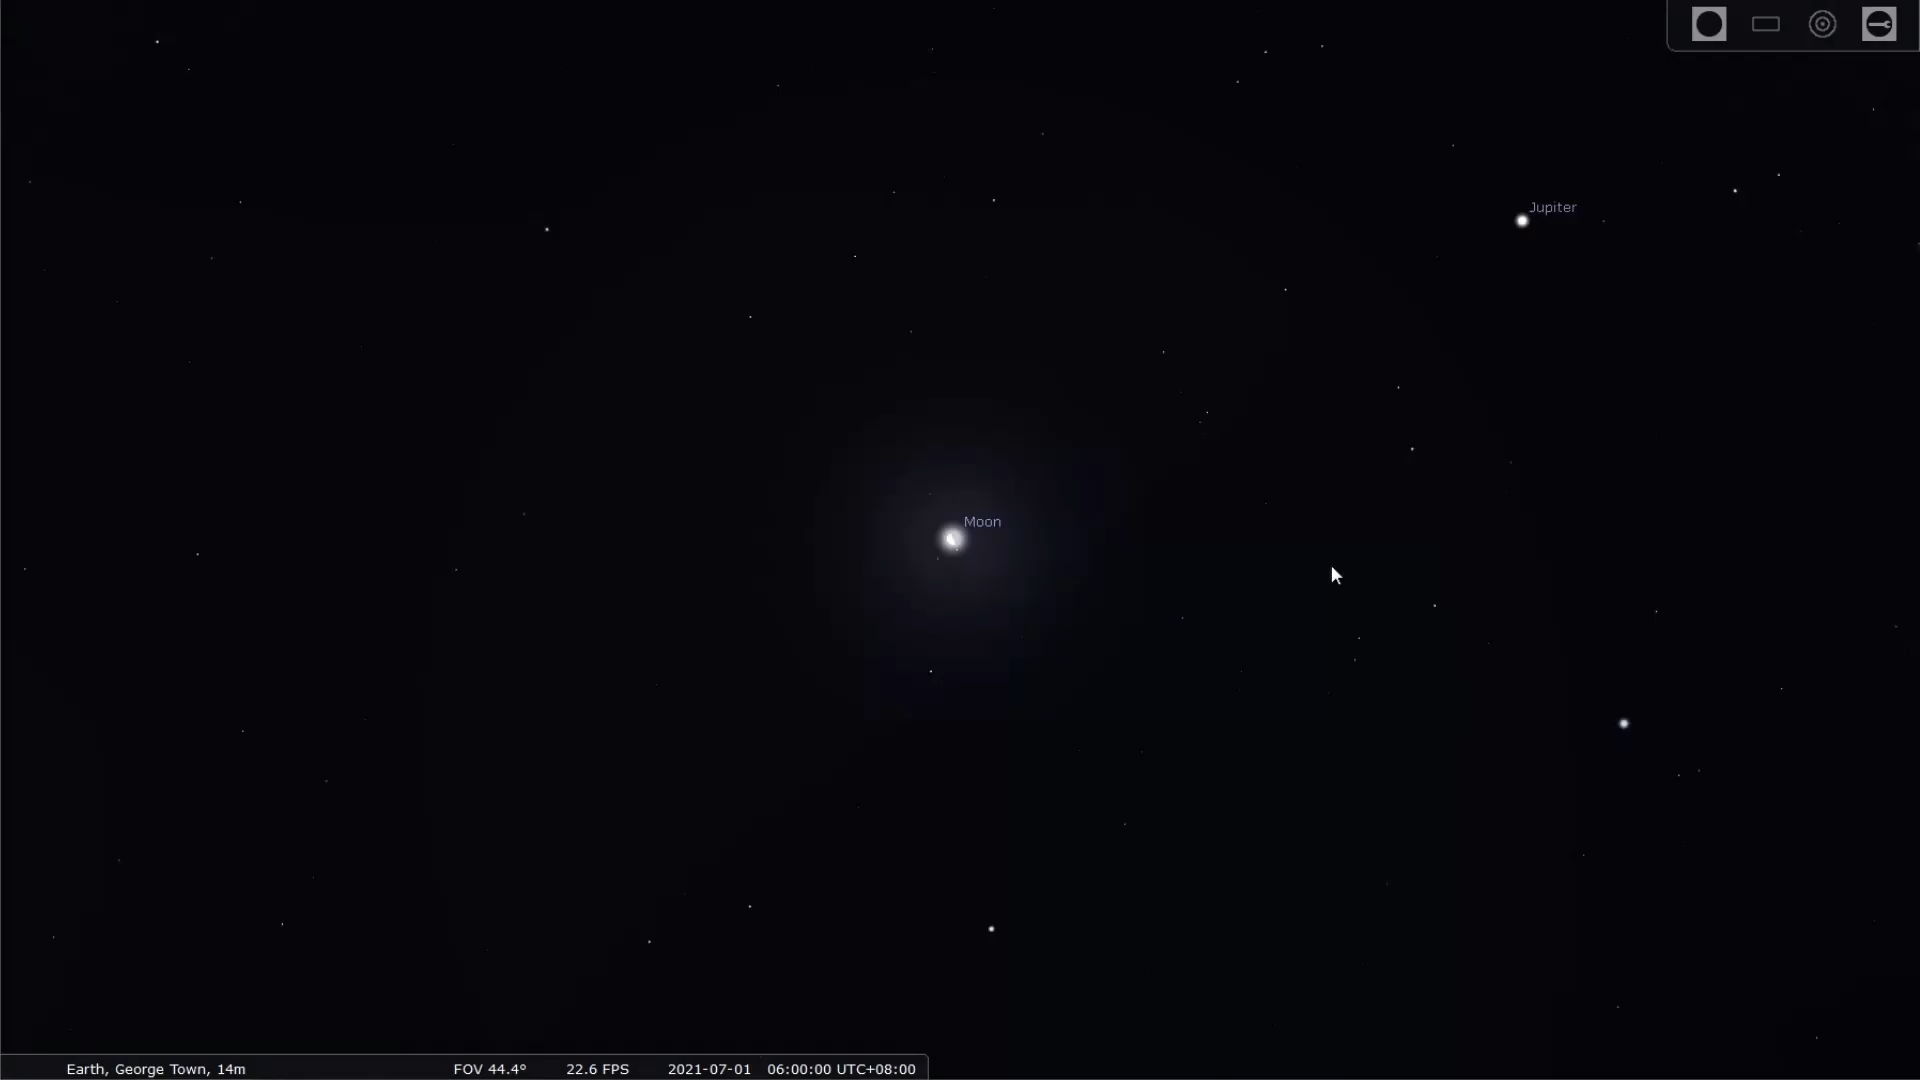 Jupiter
Moon
Earth, George Town, 14m FOV 44.4° 22.6 FPS 2021-07-01 06:00:00 UTC+08:00